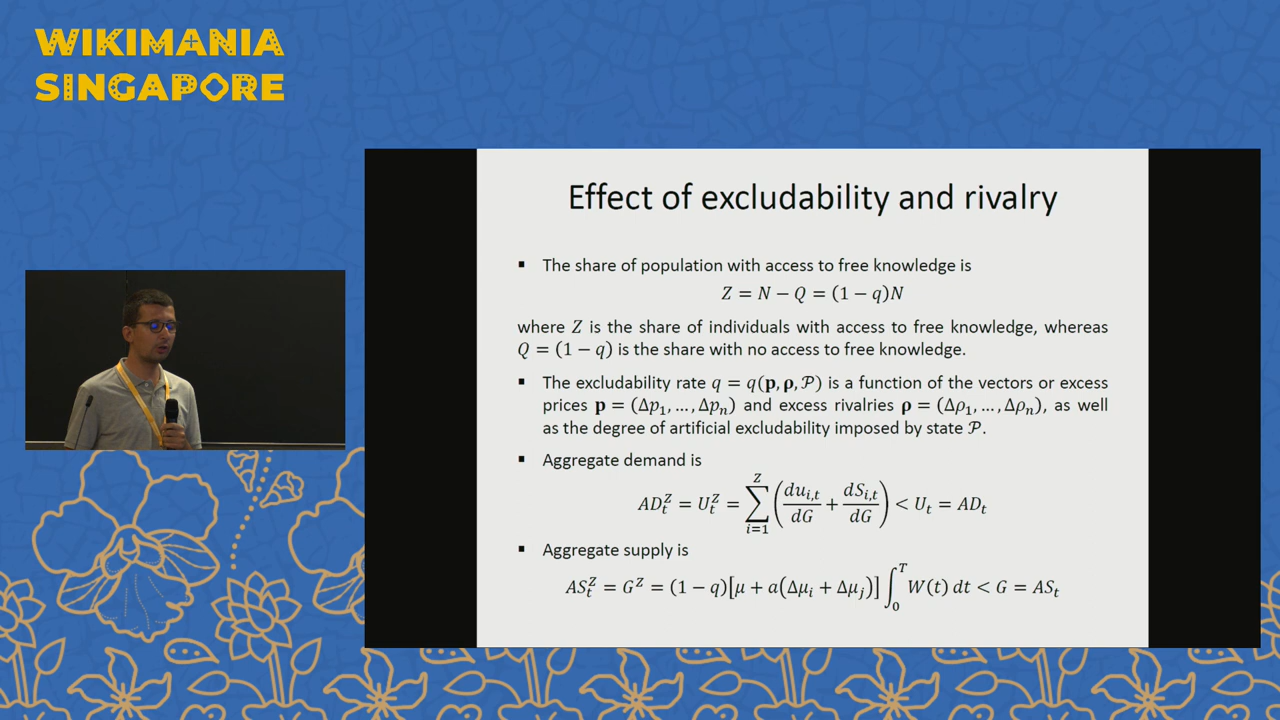 WIKIMANIA
SINGAPORE
Effect of excludability and rivalry
▪ The share of population with access to free knowledge is
Z = N − Q = (1 − q)N
where Z is the share of individuals with access to free knowledge, whereas
Q = (1 − q) is the share with no access to free knowledge.
▪ The excludability rate q = q(𝐩, 𝛒, 𝒫) is a function of the vectors or excess
prices 𝐩 = (Δp₁, …, Δpₙ) and excess rivalries 𝛒 = (Δρ₁, …, Δρₙ), as well
as the degree of artificial excludability imposed by state 𝒫.
▪ Aggregate demand is
AD_t^Z = U_t^Z = ∑_{i=1}^{Z} (du_{i,t}/dG + dS_{i,t}/dG) < U_t = AD_t
▪ Aggregate supply is
AS_t^Z = G^Z = (1 − q)[μ + a(Δμ_i + Δμ_j)] ∫_0^T W(t) dt < G = AS_t